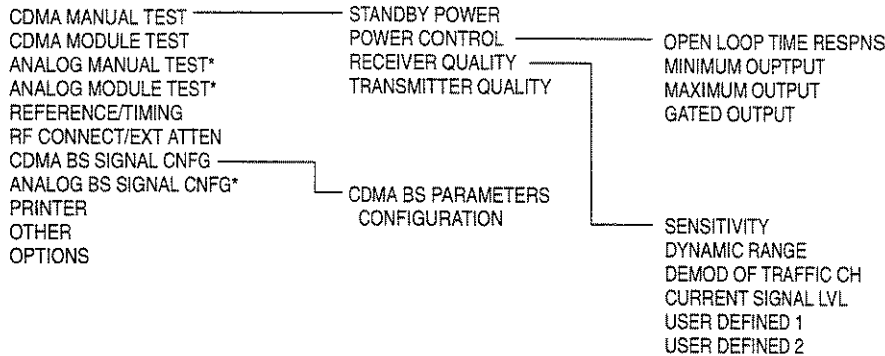 CDMA MANUAL TEST
CDMA MODULE TEST
ANALOG MANUAL TEST*
ANALOG MODULE TEST*
REFERENCE/TIMING
RF CONNECT/EXT ATTEN
CDMA BS SIGNAL CNFG
ANALOG BS SIGNAL CNFG*
PRINTER
OTHER
OPTIONS
STANDBY POWER
POWER CONTROL
RECEIVER QUALITY
TRANSMITTER QUALITY
CDMA BS PARAMETERS
CONFIGURATION
OPEN LOOP TIME RESPNS
MINIMUM OUPTPUT
MAXIMUM OUTPUT
GATED OUTPUT
SENSITIVITY
DYNAMIC RANGE
DEMOD OF TRAFFIC CH
CURRENT SIGNAL LVL
USER DEFINED 1
USER DEFINED 2